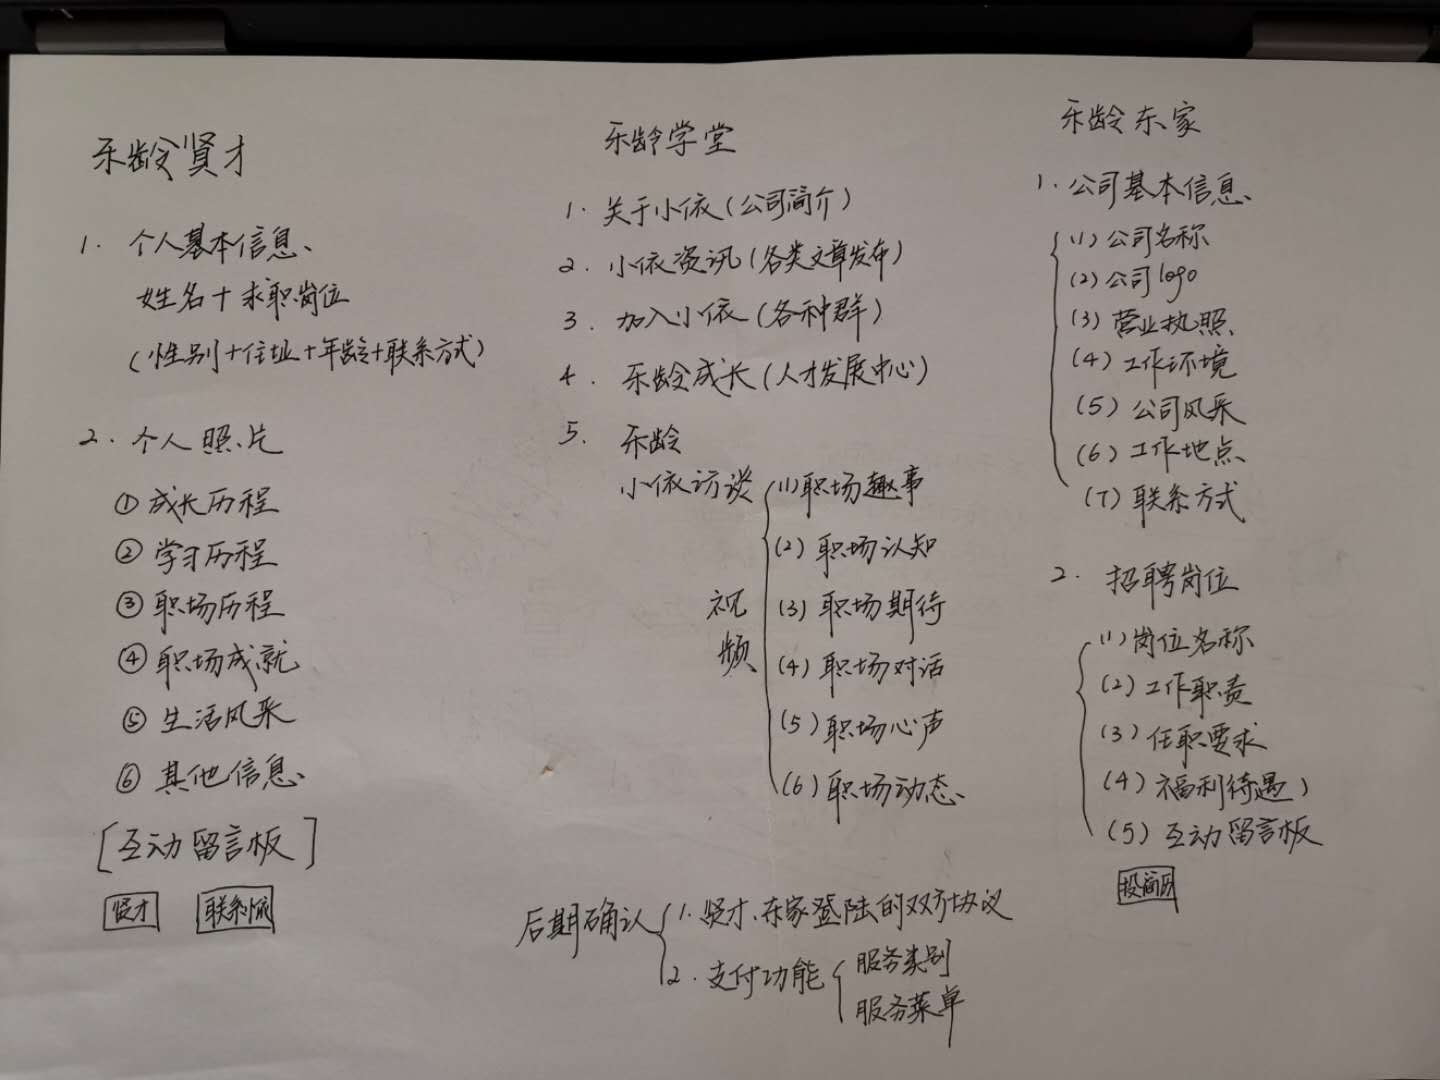 乐龄贤才
1. 个人基本信息、
姓名+求职岗位
(性别+住址+年龄+联系方式)
2. 个人照片
①成长历程
②学习历程
③职场历程
④职场成就
⑤生活风采
⑥其他信息、
[互动留言板]
贤才 联系小依
乐龄学堂
1. 关于小依(公司简介)
2. 小依资讯(各类文章发布)
3. 加入小依(各种群)
4. 乐龄成长(人才发展中心)
5. 乐龄
小依访谈
视频
(1)职场趣事
(2)职场认知
(3)职场期待
(4)职场对话
(5)职场心声
(6)职场动态、
后期确认
1. 贤才、东家登陆的双方协议
2. 支付功能
服务类别
服务菜单
乐龄东家
1. 公司基本信息、
(1)公司名称
(2)公司logo
(3)营业执照、
(4)工作环境
(5)公司风采
(6)工作地点、
(7)联系方式
2. 招聘岗位
(1)岗位名称
(2)工作职责
(3)任职要求
(4)福利待遇)
(5)互动留言板
投简历